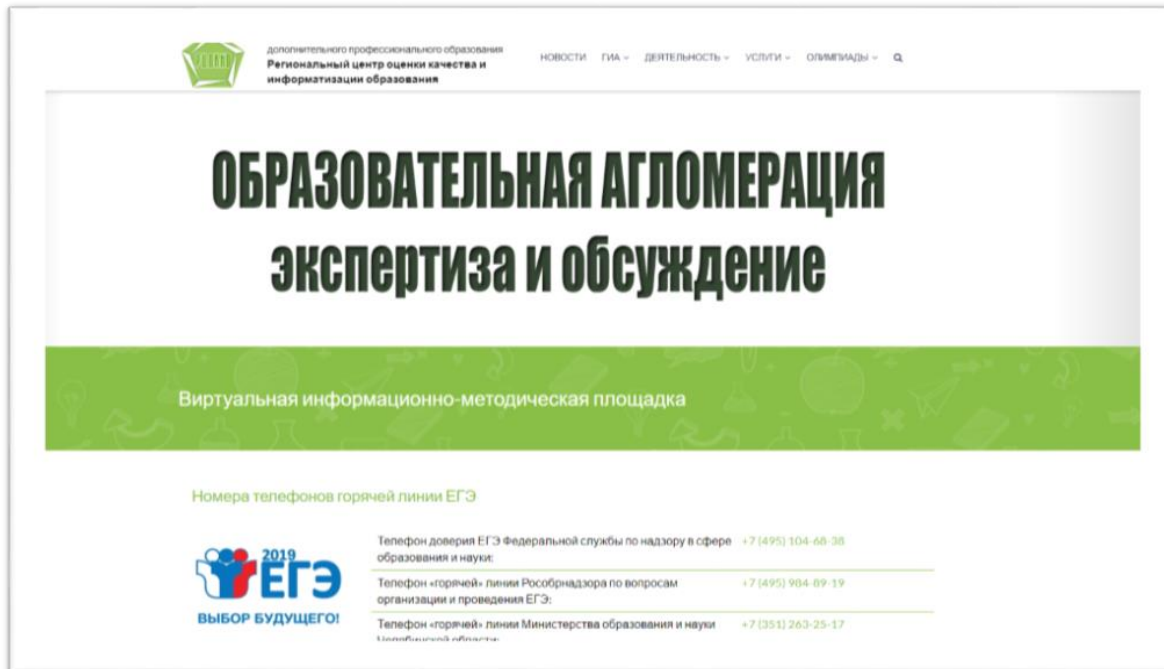 РЦОКИО
дополнительного профессионального образования
Региональный центр оценки качества и
информатизации образования
НОВОСТИ ГИА ДЕЯТЕЛЬНОСТЬ УСЛУГИ ОЛИМПИАДЫ
ОБРАЗОВАТЕЛЬНАЯ АГЛОМЕРАЦИЯ
экспертиза и обсуждение
Виртуальная информационно-методическая площадка
Номера телефонов горячей линии ЕГЭ
2019
ЕГЭ
ВЫБОР БУДУЩЕГО!
Телефон доверия ЕГЭ Федеральной службы по надзору в сфере +7 (495) 104-68-38
образования и науки:
Телефон «горячей» линии Рособрнадзора по вопросам +7 (495) 984-89-19
организации и проведения ЕГЭ:
Телефон «горячей» линии Министерства образования и науки +7 (351) 263-25-17
Челябинской области: